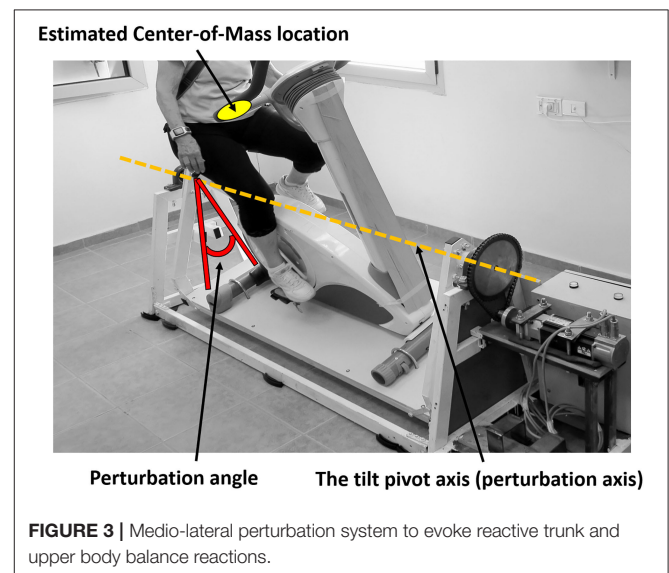 Estimated Center-of-Mass location
Perturbation angle
The tilt pivot axis (perturbation axis)
FIGURE 3 | Medio-lateral perturbation system to evoke reactive trunk and
upper body balance reactions.